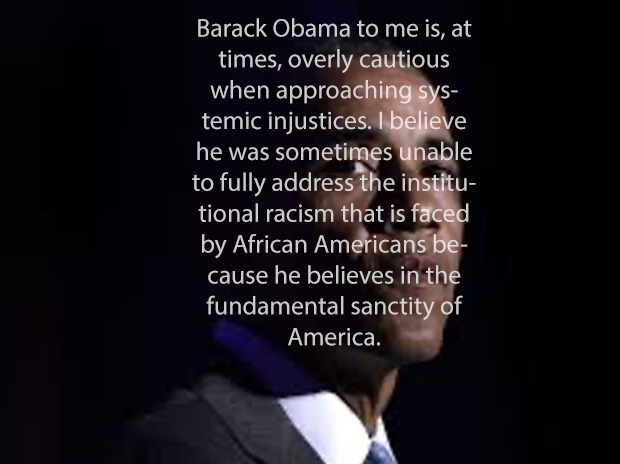 Barack Obama to me is, at
times, overly cautious
when approaching sys-
temic injustices. I believe
he was sometimes unable
to fully address the institu-
tional racism that is faced
by African Americans be-
cause he believes in the
fundamental sanctity of
America.